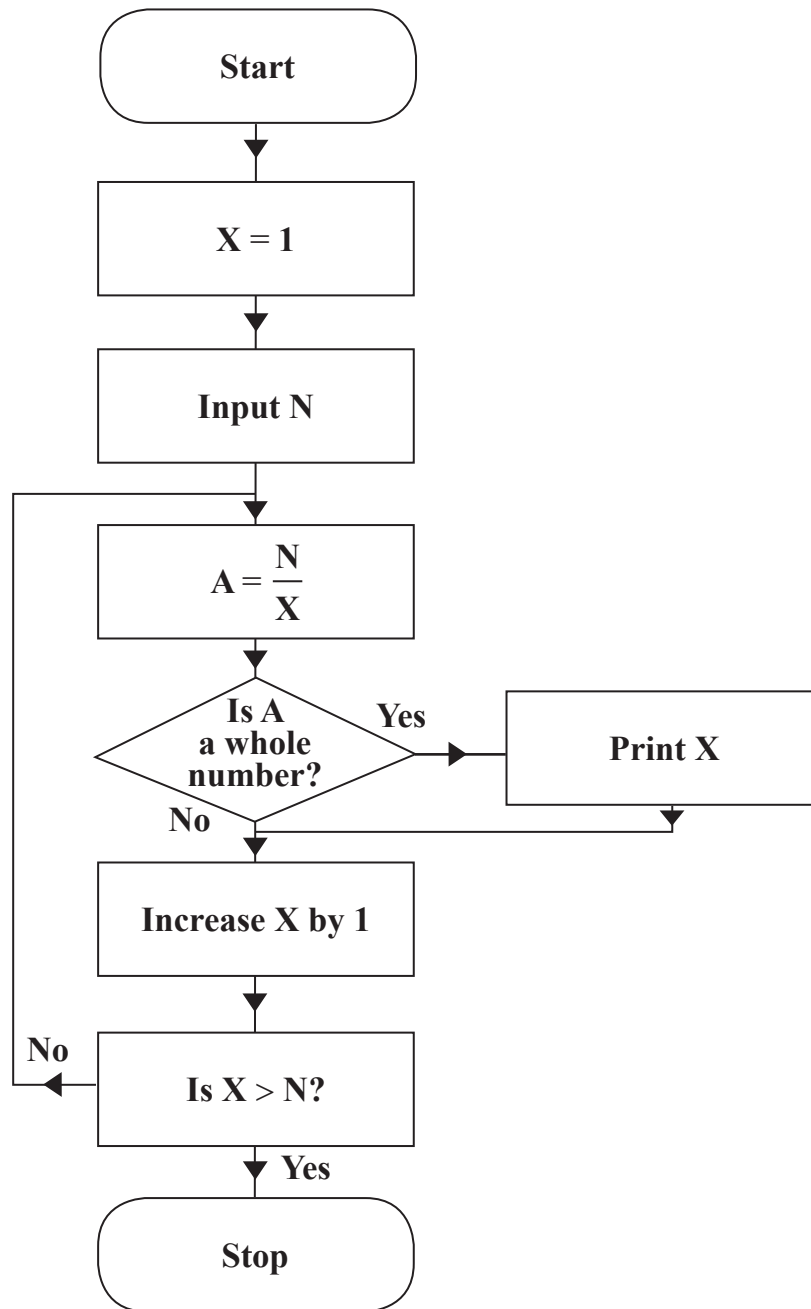 Start
X = 1
Input N
A = N/X
Is A
a whole
number?
Yes
Print X
No
Increase X by 1
No
Is X > N?
Yes
Stop